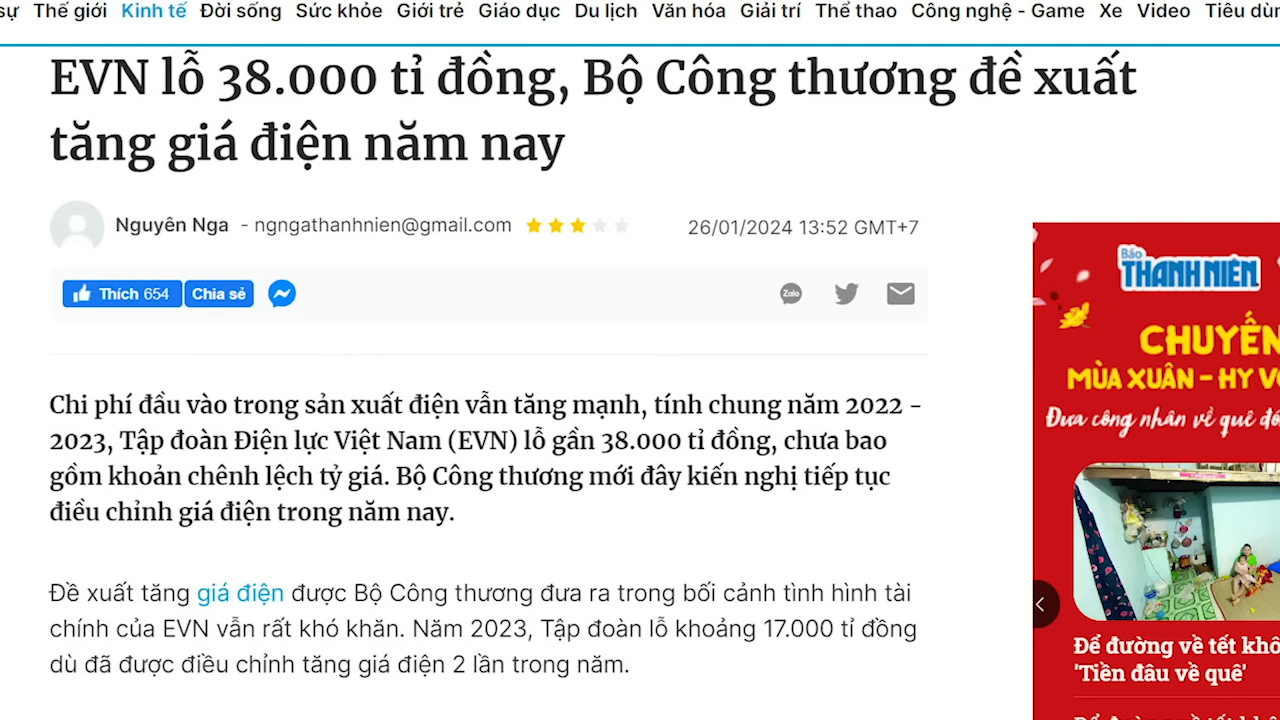 Thế giới Kinh tế Đời sống Sức khỏe Giới trẻ Giáo dục Du lịch Văn hóa Giải trí Thể thao Công nghệ - Game Xe Video Tiêu
EVN lỗ 38.000 tỉ đồng, Bộ Công thương đề xuất
tăng giá điện năm nay
Nguyên Nga - ngngathanhnien@gmail.com 26/01/2024 13:52 GMT+7
Thích 654 Chia sẻ Zalo
Chi phí đầu vào trong sản xuất điện vẫn tăng mạnh, tính chung năm 2022 -
2023, Tập đoàn Điện lực Việt Nam (EVN) lỗ gần 38.000 tỉ đồng, chưa bao
gồm khoản chênh lệch tỷ giá. Bộ Công thương mới đây kiến nghị tiếp tục
điều chỉnh giá điện trong năm nay.
Đề xuất tăng giá điện được Bộ Công thương đưa ra trong bối cảnh tình hình tài
chính của EVN vẫn rất khó khăn. Năm 2023, Tập đoàn lỗ khoảng 17.000 tỉ đồng
dù đã được điều chỉnh tăng giá điện 2 lần trong năm.
Báo
THANH NIÊN
CHUYẾN
MÙA XUÂN - HY
Đưa công nhân về quê
Để đường về tết
'Tiền đâu về quê'